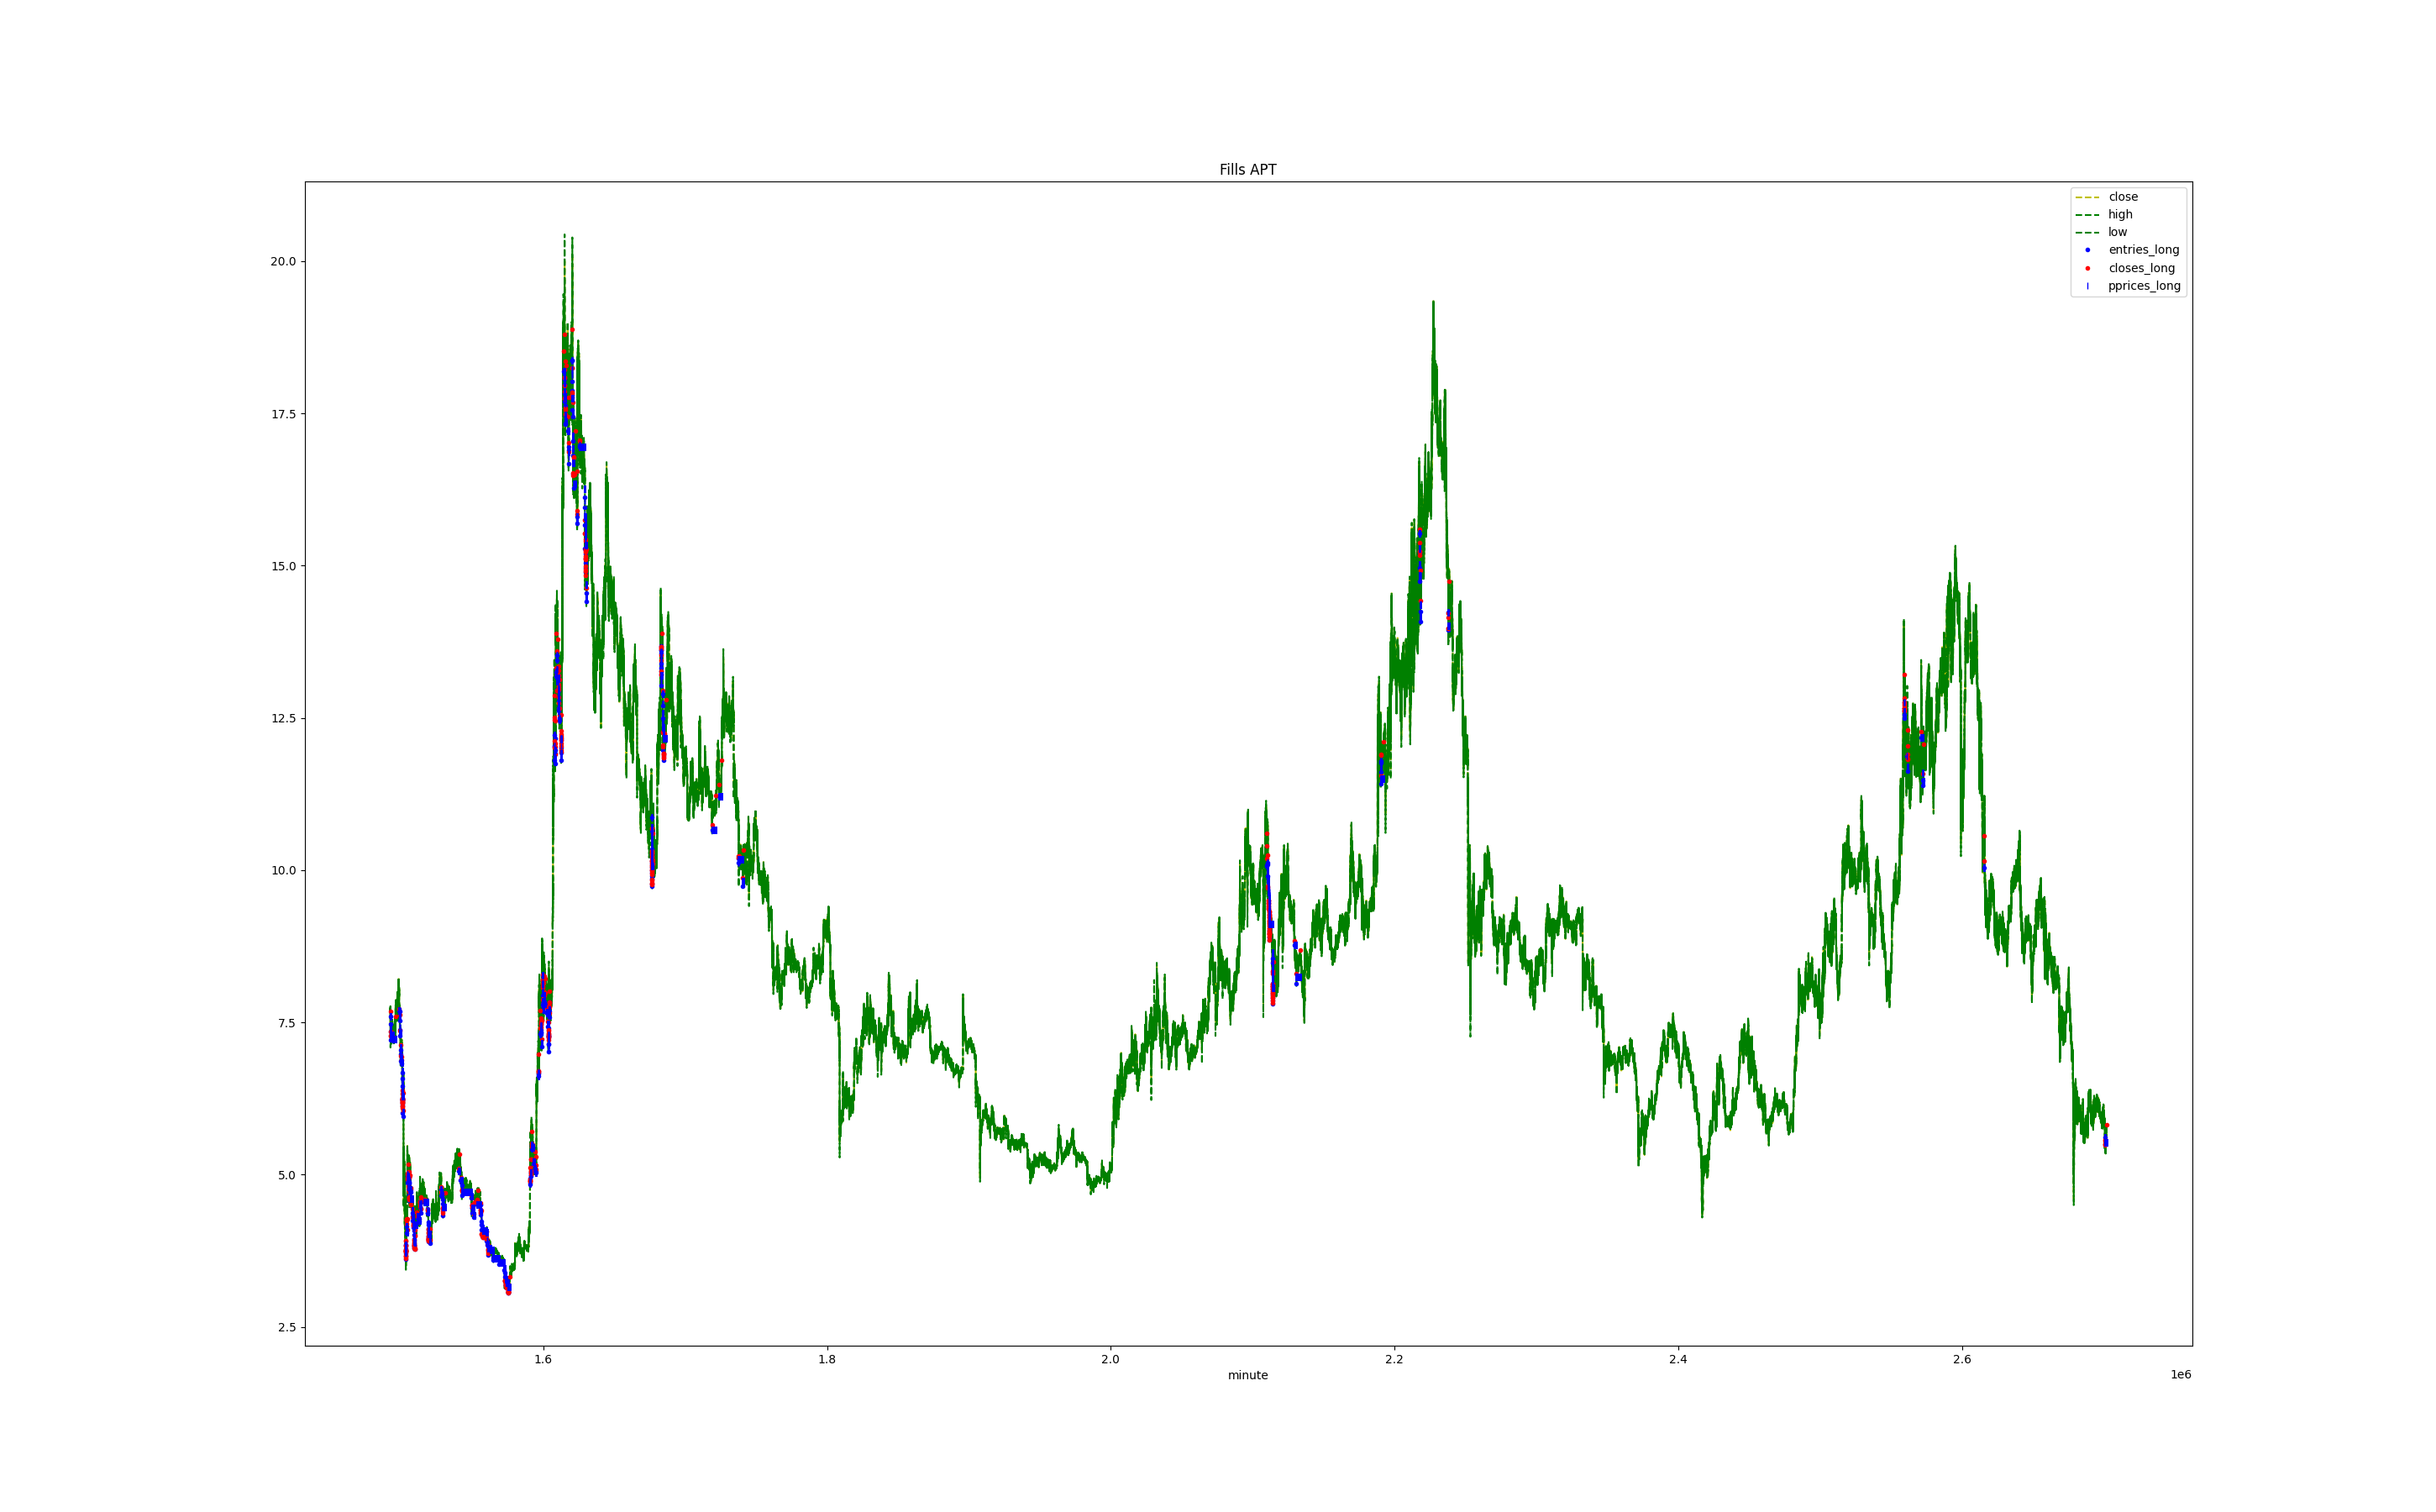 Fills APT
close
high
low
entries_long
closes_long
pprices_long
20.0
17.5
15.0
12.5
10.0
7.5
5.0
2.5
1.6
1.8
2.0
2.2
2.4
2.6
minute
1e6